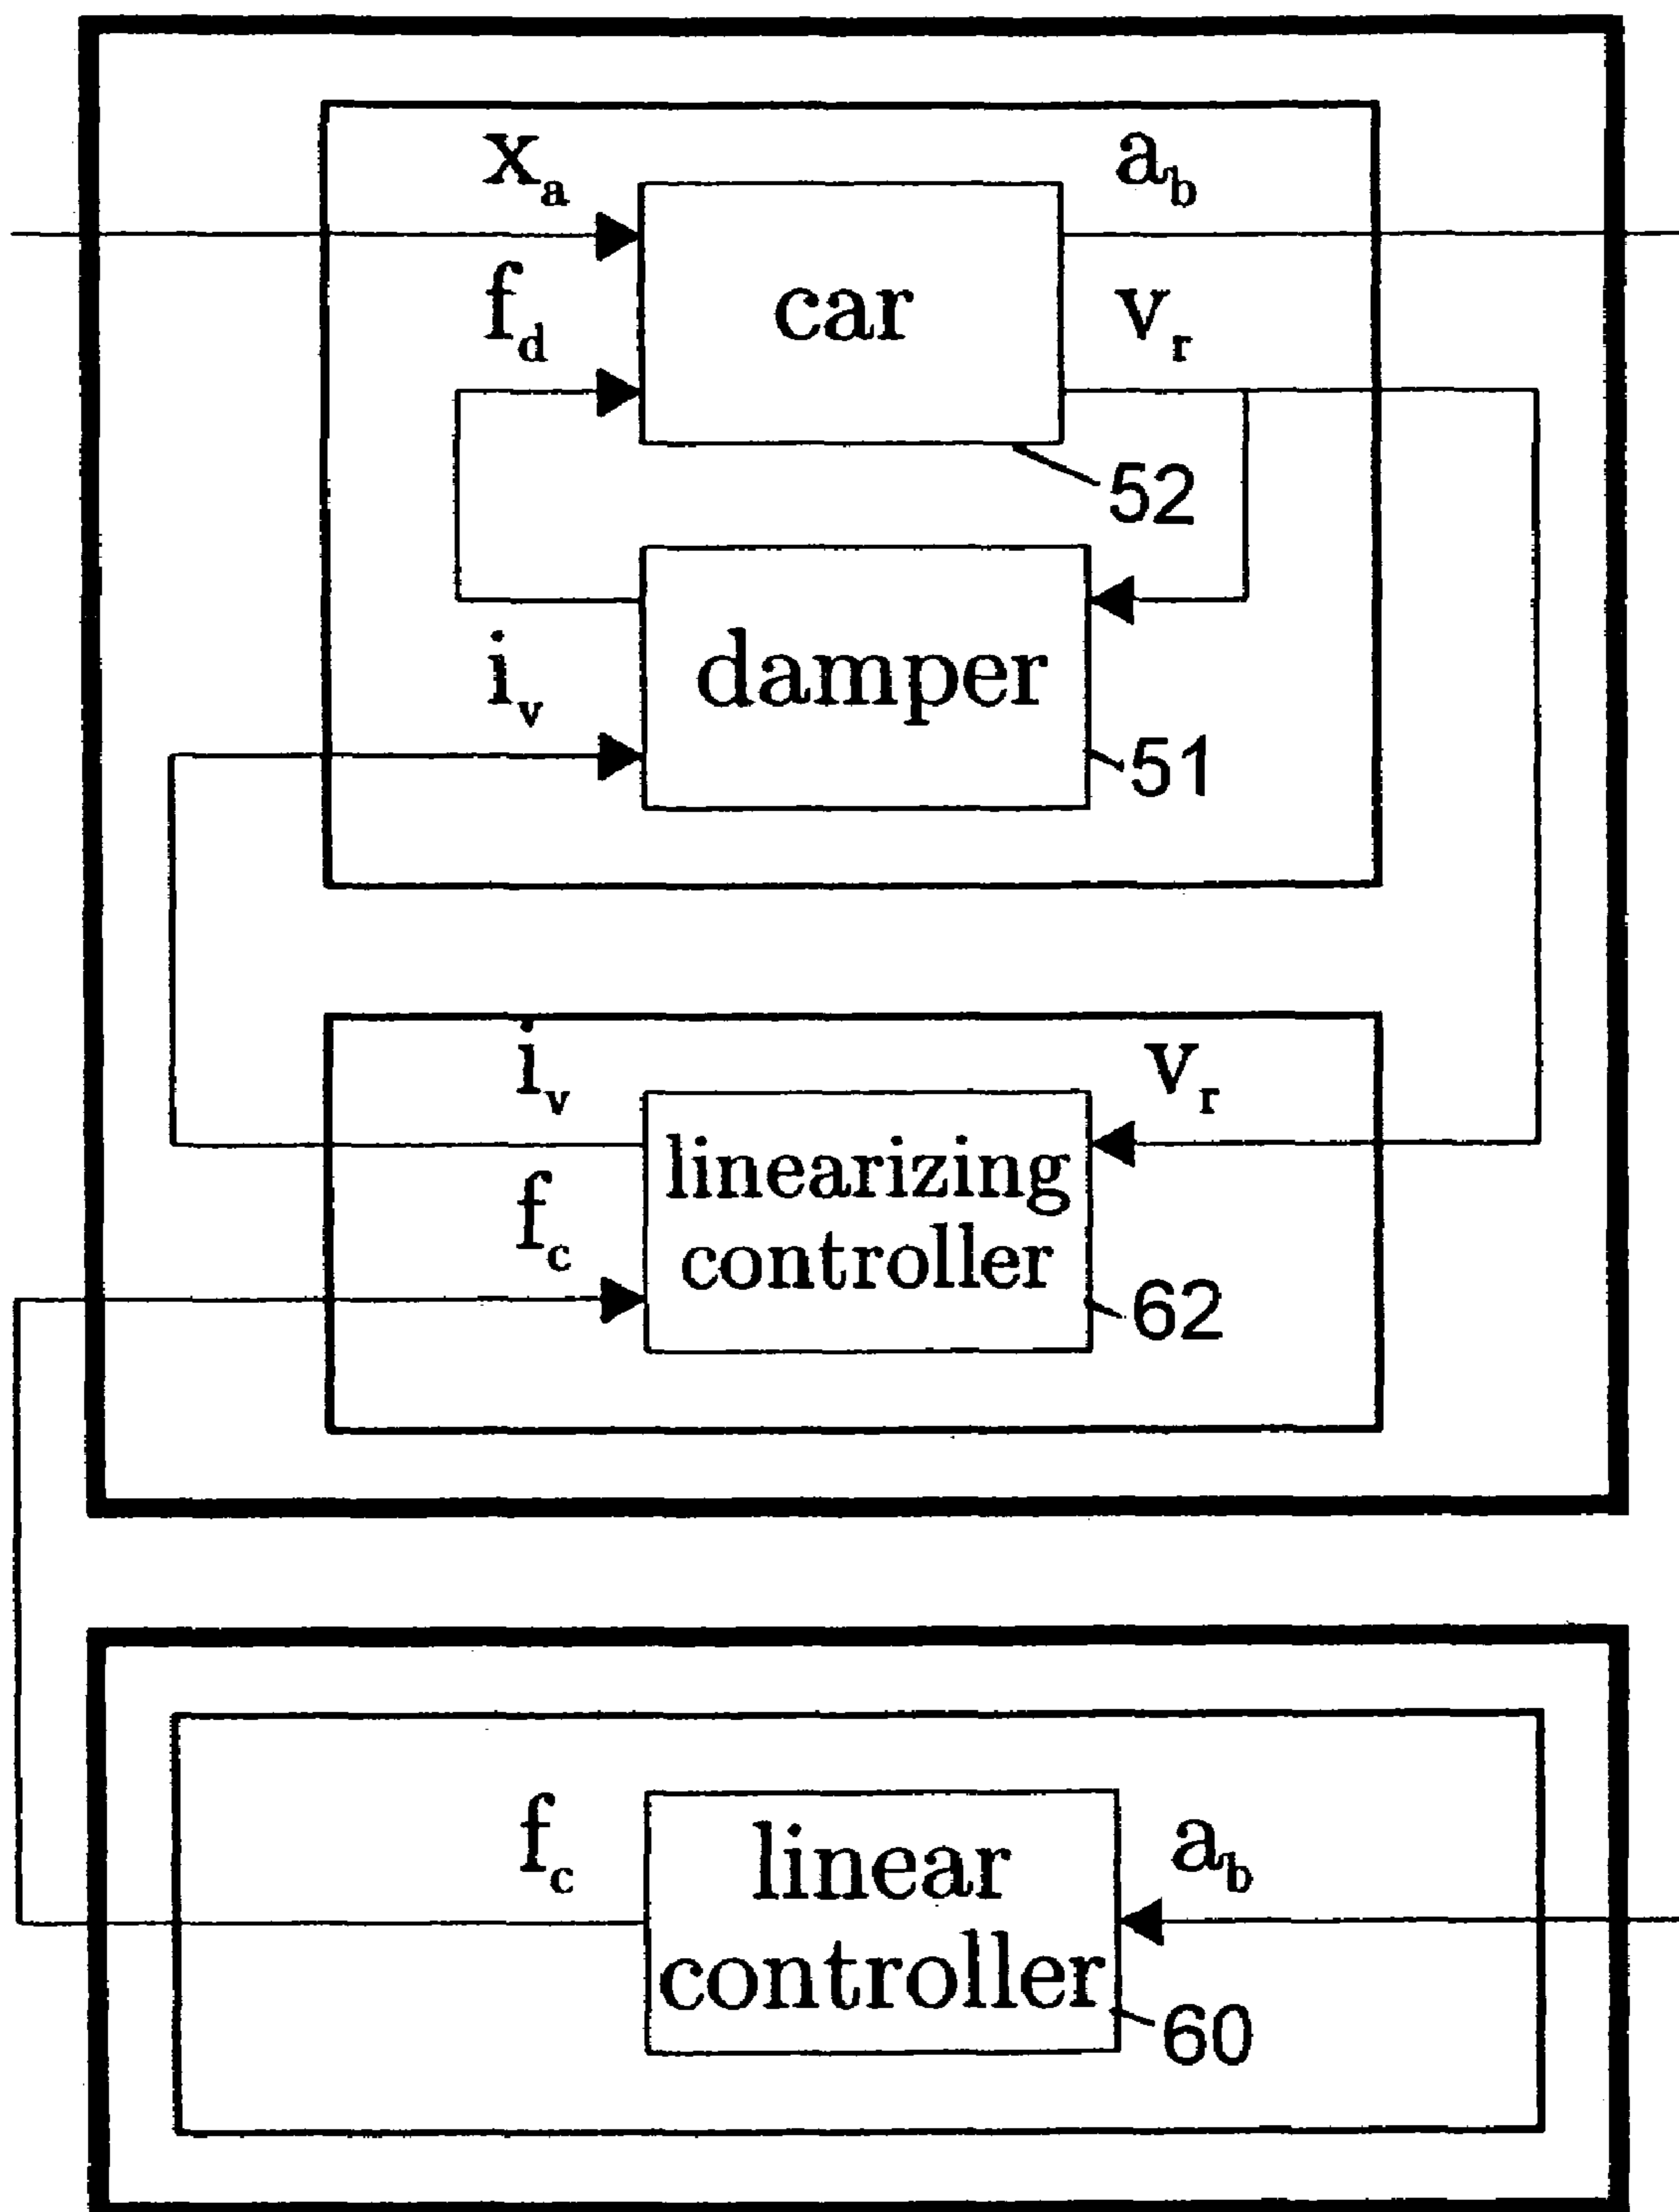 x_a a_b
f_d car v_r
52
i_v damper
51
i_v v_r
linearizing
f_c controller
62
f_c linear a_b
controller
60